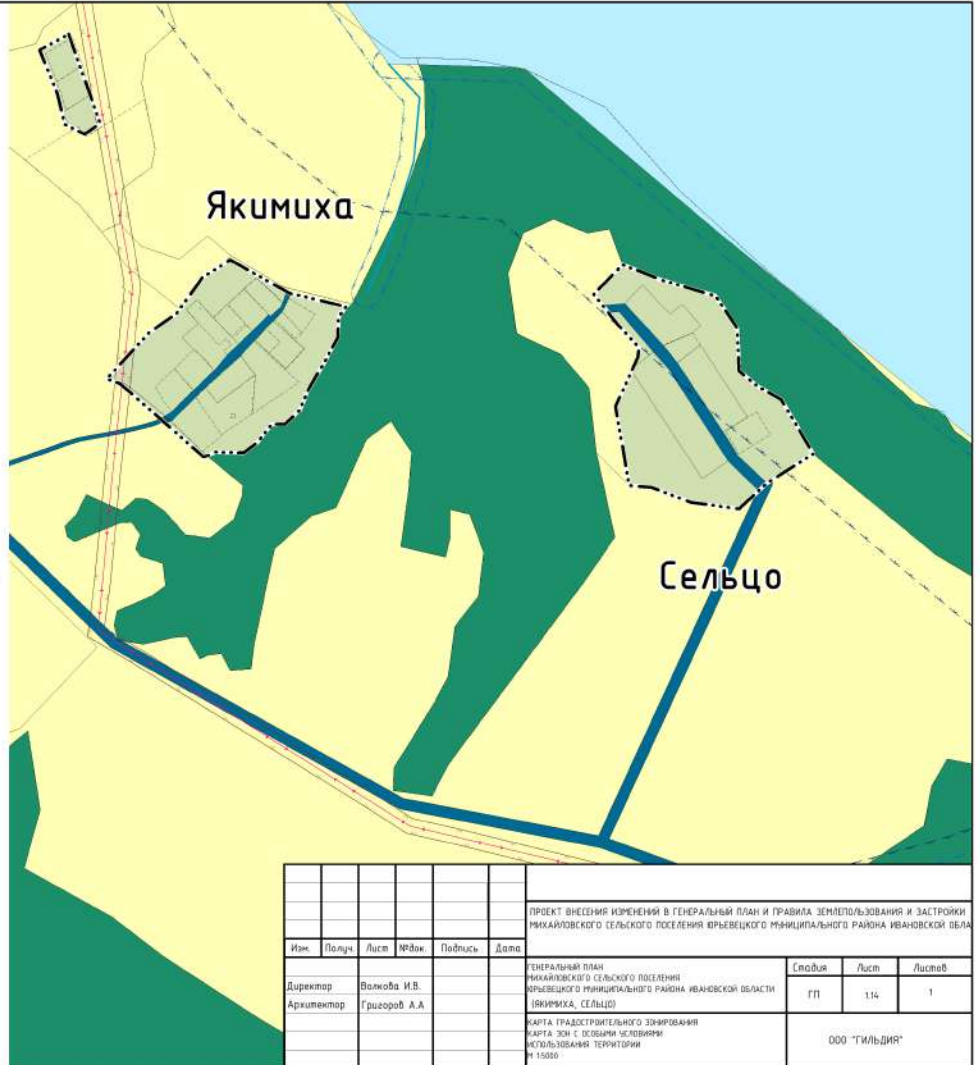 Якимиха
Сельцо
ПРОЕКТ ВНЕСЕНИЯ ИЗМЕНЕНИЙ В ГЕНЕРАЛЬНЫЙ ПЛАН И ПРАВИЛА ЗЕМЛЕПОЛЬЗОВАНИЯ И ЗАСТРОЙКИ
МИХАЙЛОВСКОГО СЕЛЬСКОГО ПОСЕЛЕНИЯ ЮРЬЕВЕЦКОГО МУНИЦИПАЛЬНОГО РАЙОНА ИВАНОВСКОЙ ОБЛА
Изм. Получ. Лист №док. Подпись Дата
ГЕНЕРАЛЬНЫЙ ПЛАН
МИХАЙЛОВСКОГО СЕЛЬСКОГО ПОСЕЛЕНИЯ
ЮРЬЕВЕЦКОГО МУНИЦИПАЛЬНОГО РАЙОНА ИВАНОВСКОЙ ОБЛАСТИ
(ЯКИМИХА, СЕЛЬЦО)
Стадия Лист Листов
ГП 1.14 1
Директор Волкова И.В.
Архитектор Григоров А.А
КАРТА ГРАДОСТРОИТЕЛЬНОГО ЗОНИРОВАНИЯ
КАРТА ЗОН С ОСОБЫМИ УСЛОВИЯМИ
ИСПОЛЬЗОВАНИЯ ТЕРРИТОРИИ
М 1:5000
ООО "ГИЛЬДИЯ"